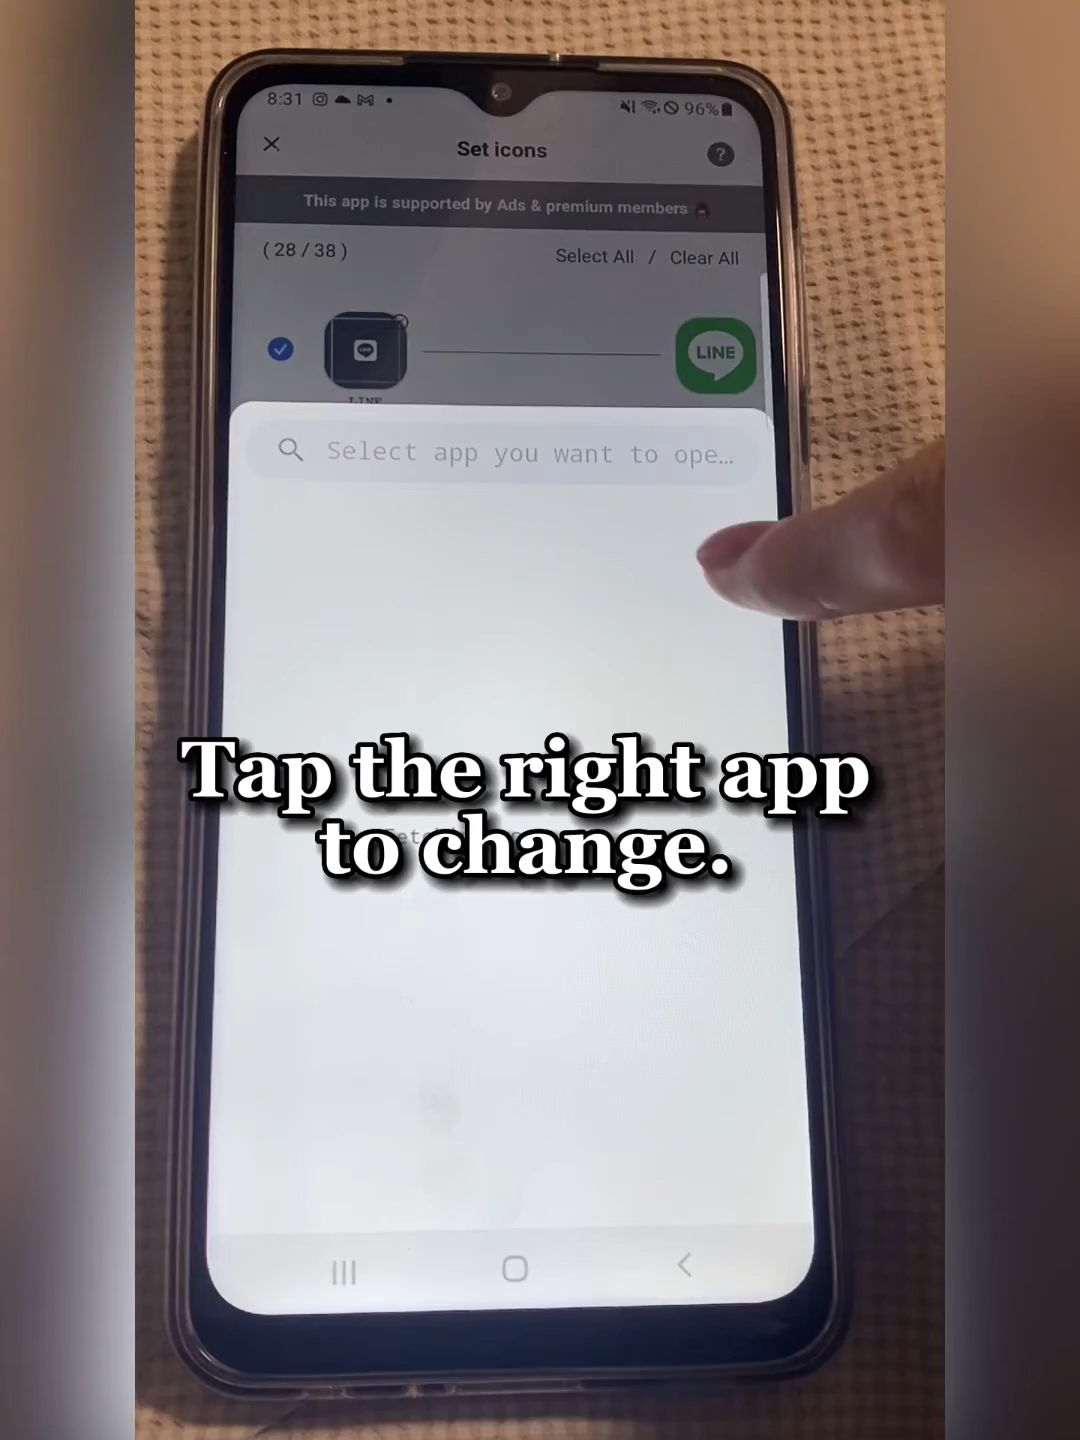 8:31
96%
Set icons
?
This app is supported by Ads & premium members
( 28 / 38 )
Select All / Clear All
LINE
LINE
Select app you want to ope...
Tap the right app
to change.